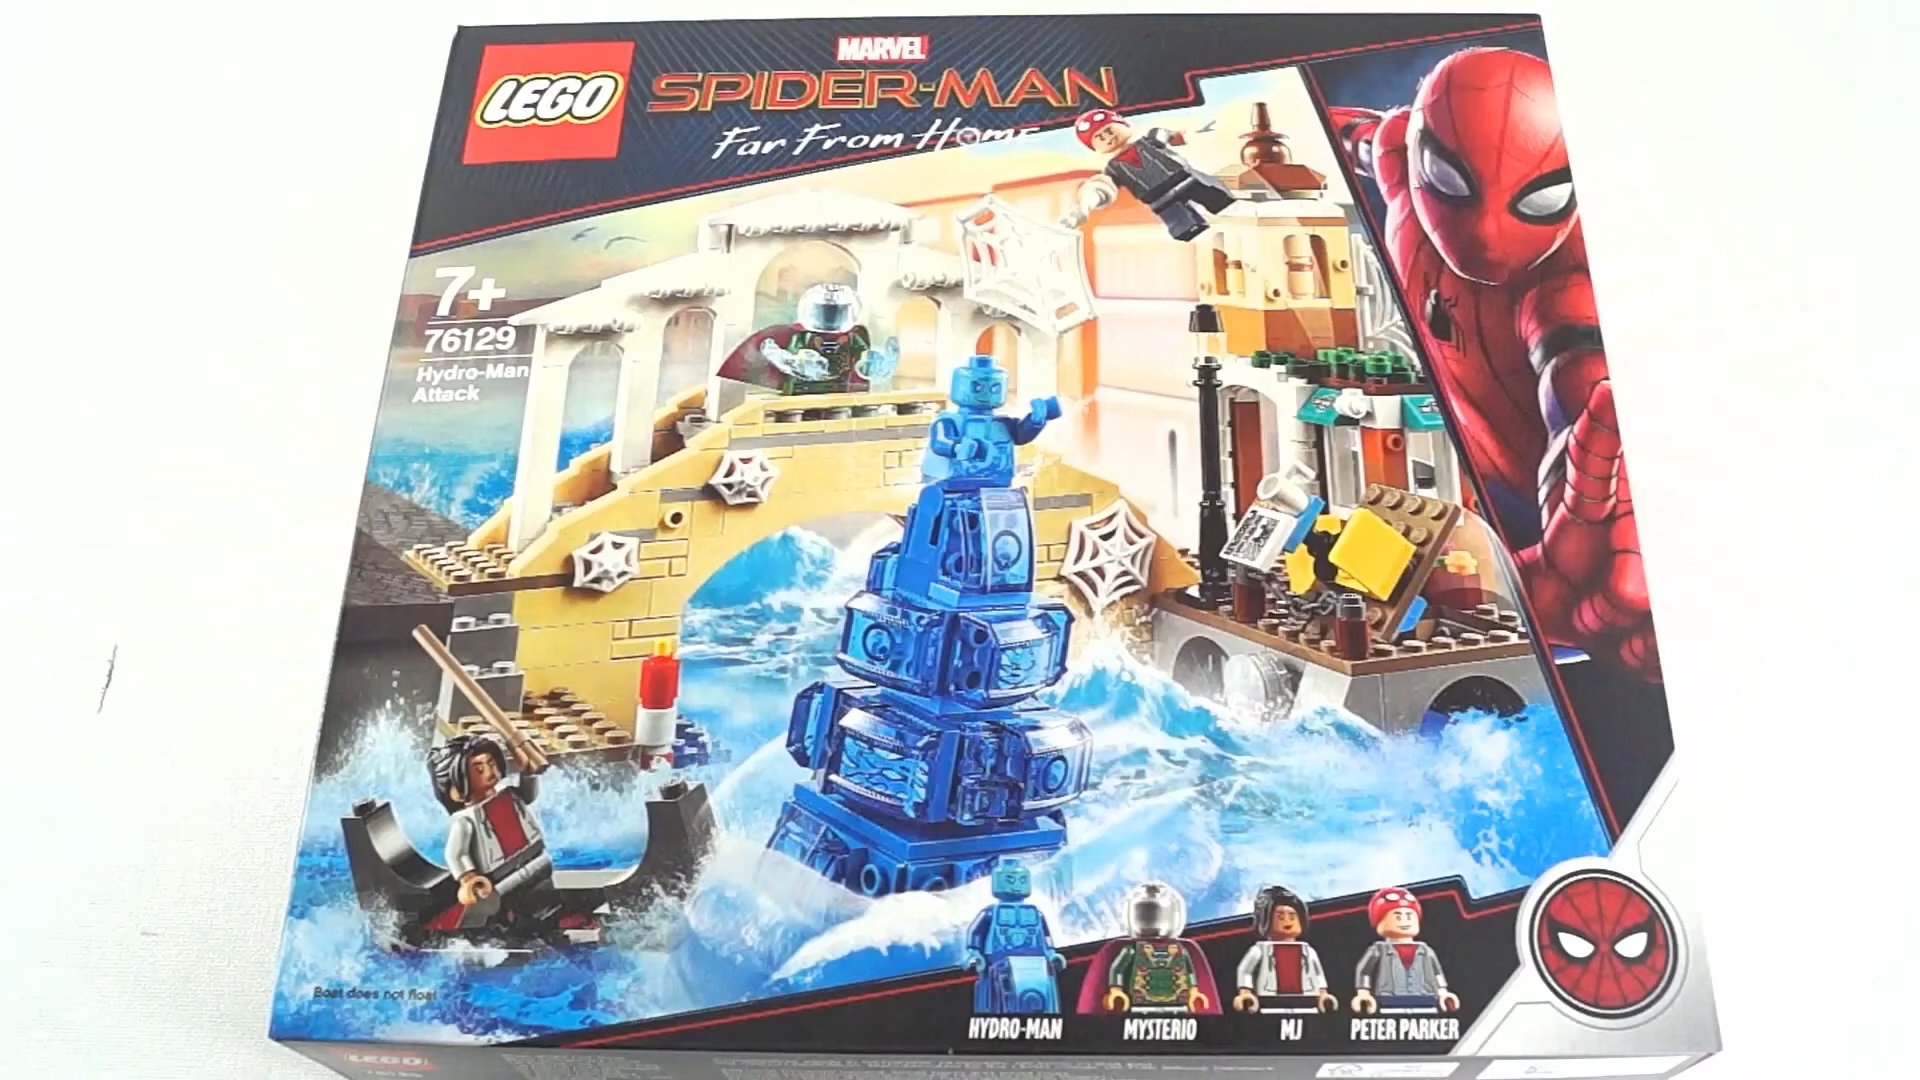 LEGO
MARVEL
SPIDER-MAN
Far From Home
7+
76129
Hydro-Man
Attack
Boat does not float
HYDRO-MAN
MYSTERIO
MJ
PETER PARKER
LEGO